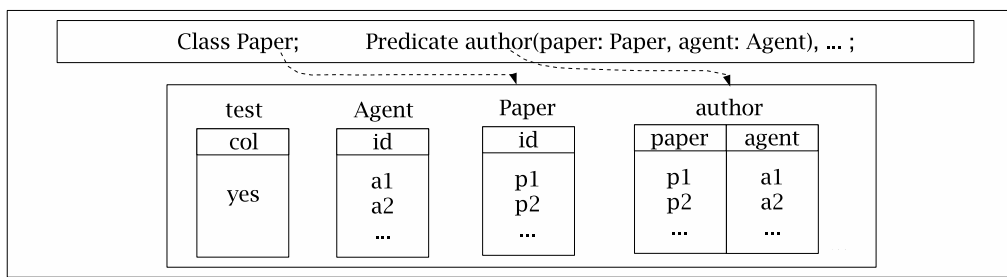 Class Paper; Predicate author(paper: Paper, agent: Agent), ... ;
test Agent Paper author
col id id paper agent
yes
a1 p1 p1 a1
a2 p2 p2 a2
... ... ... ...